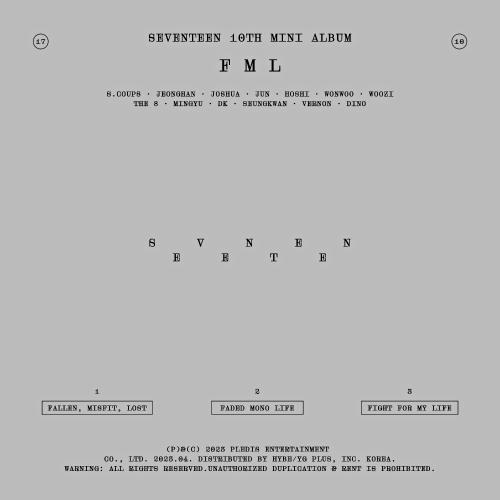 17
SEVENTEEN 10TH MINI ALBUM
10
F M L
S.COUPS · JEONGHAN · JOSHUA · JUN · HOSHI · WONWOO · WOOZI
THE 8 · MINGYU · DK · SEUNGKWAN · VERNON · DINO
S V N E N
E E T E
1
2
3
FALLEN, MISFIT, LOST
FADED MONO LIFE
FIGHT FOR MY LIFE
(P)&(C) 2023 PLEDIS ENTERTAINMENT
CO., LTD. 2023.04. DISTRIBUTED BY HYBE/YG PLUS, INC. KOREA.
WARNING: ALL RIGHTS RESERVED.UNAUTHORIZED DUPLICATION & RENT IS PROHIBITED.